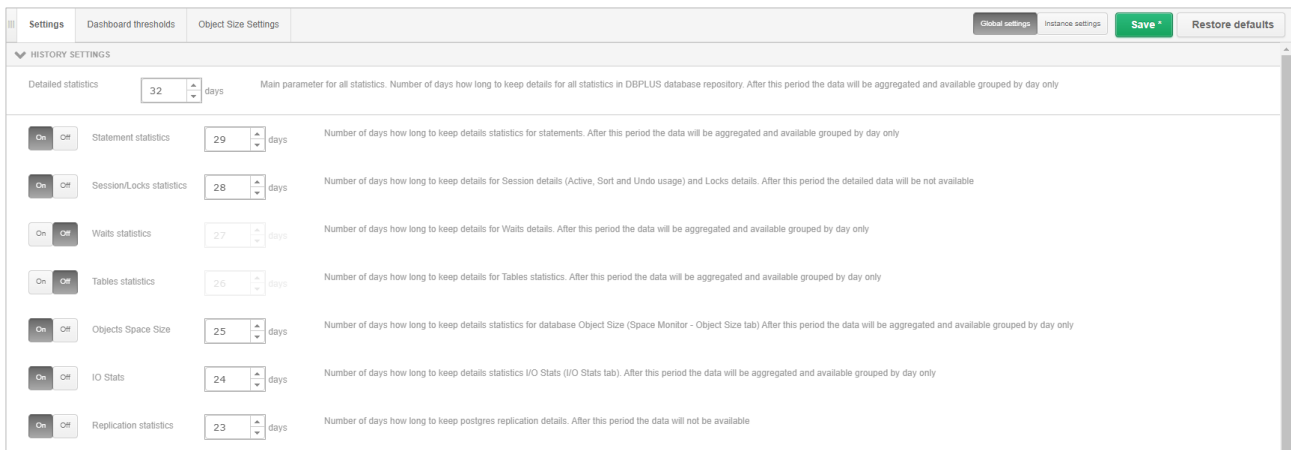 Settings Dashboard thresholds Object Size Settings Global settings Instance settings Save * Restore defaults
HISTORY SETTINGS
Detailed statistics 32 days Main parameter for all statistics. Number of days how long to keep details for all statistics in DBPLUS database repository. After this period the data will be aggregated and available grouped by day only
On Off Statement statistics 29 days Number of days how long to keep details statistics for statements. After this period the data will be aggregated and available grouped by day only
On Off Session/Locks statistics 28 days Number of days how long to keep details for Session details (Active, Sort and Undo usage) and Locks details. After this period the detailed data will be not available
On Off Waits statistics 27 days Number of days how long to keep details for Waits details. After this period the data will be aggregated and available grouped by day only
On Off Tables statistics 26 days Number of days how long to keep details for Tables statistics. After this period the data will be aggregated and available grouped by day only
On Off Objects Space Size 25 days Number of days how long to keep details statistics for database Object Size (Space Monitor - Object Size tab) After this period the data will be aggregated and available grouped by day only
On Off IO Stats 24 days Number of days how long to keep details statistics I/O Stats (I/O Stats tab). After this period the data will be aggregated and available grouped by day only
On Off Replication statistics 23 days Number of days how long to keep postgres replication details. After this period the data will not be available